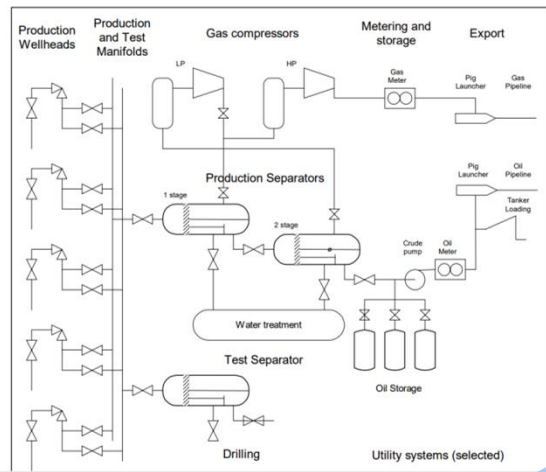 Production
Wellheads
Production
and Test
Manifolds
Gas compressors
Metering and
storage
Export
LP
HP
Gas
Meter
Pig
Launcher
Gas
Pipeline
Production Separators
1 stage
2 stage
Pig
Launcher
Oil
Pipeline
Tanker
Loading
Crude
pump
Oil
Meter
Water treatment
Test Separator
Oil Storage
Drilling
Utility systems (selected)